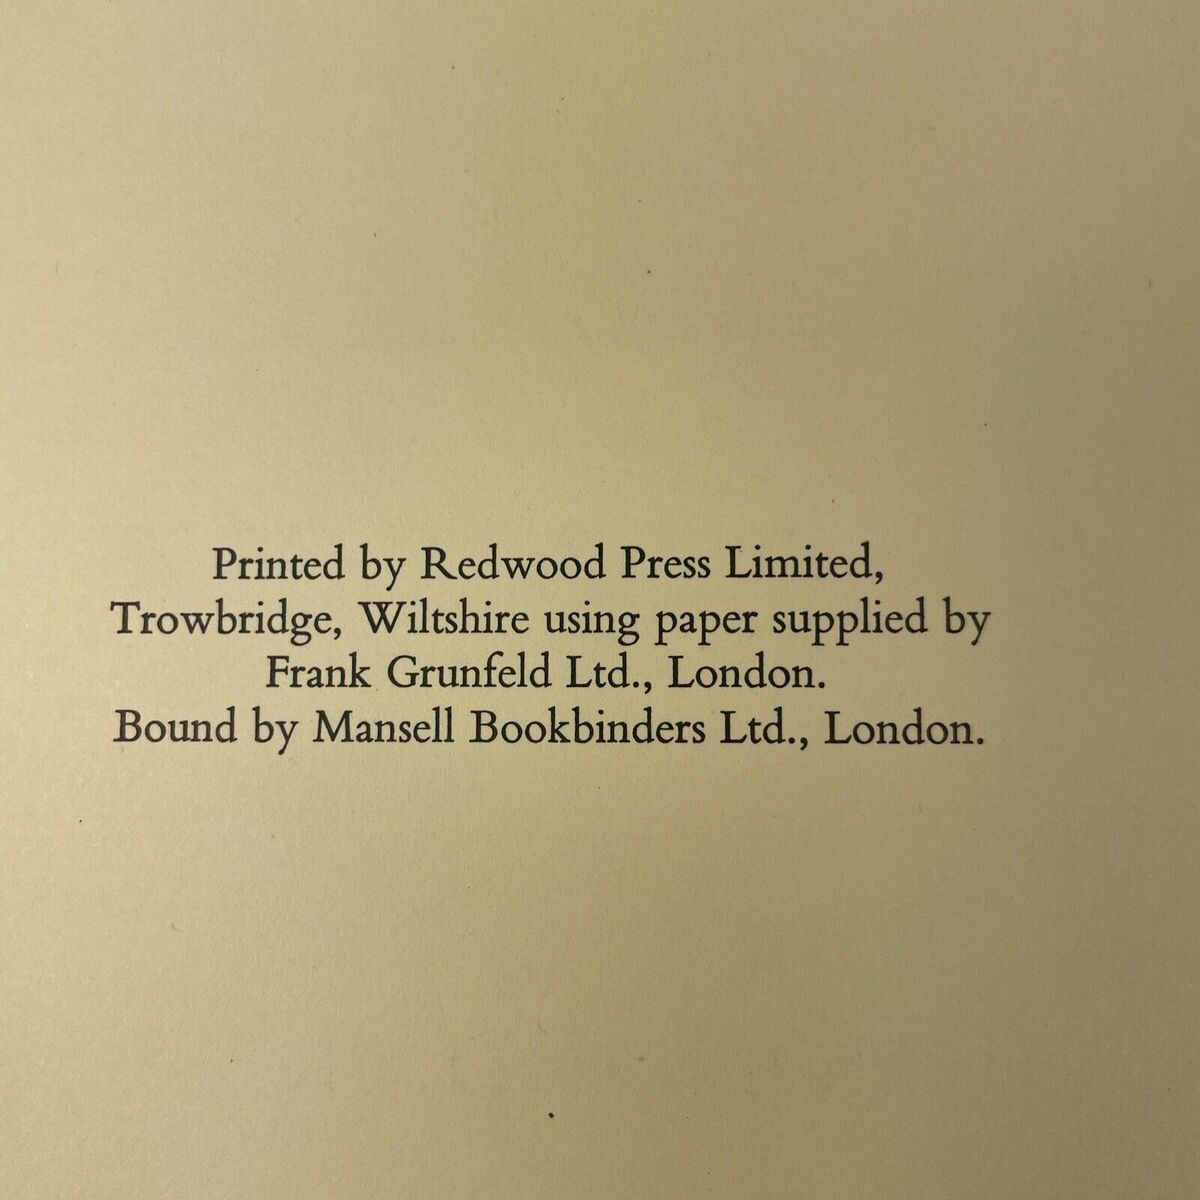 Printed by Redwood Press Limited,
Trowbridge, Wiltshire using paper supplied by
Frank Grunfeld Ltd., London.
Bound by Mansell Bookbinders Ltd., London.